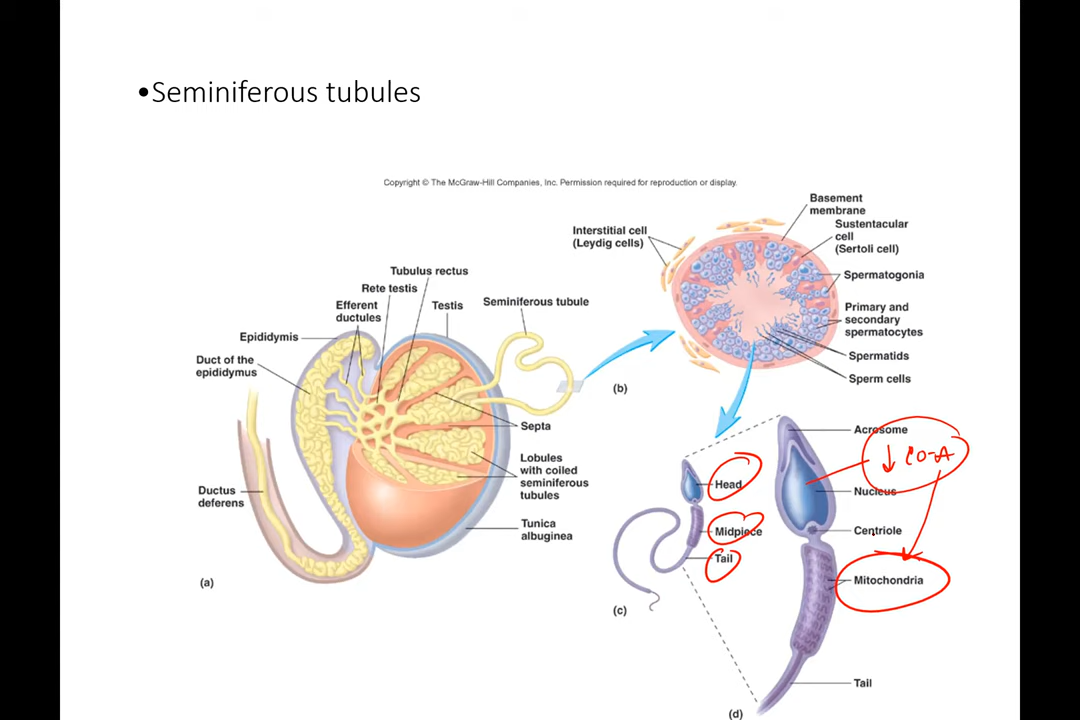 •Seminiferous tubules
Copyright © The McGraw-Hill Companies, Inc. Permission required for reproduction or display.
Tubulus rectus
Rete testis
Efferent
ductules
Testis
Seminiferous tubule
Epididymis
Duct of the
epididymus
Septa
Lobules
with coiled
seminiferous
tubules
Ductus
deferens
Tunica
albuginea
(a)
Interstitial cell
(Leydig cells)
Basement
membrane
Sustentacular
cell
(Sertoli cell)
Spermatogonia
Primary and
secondary
spermatocytes
Spermatids
Sperm cells
(b)
Head
Midpiece
Tail
(c)
Acrosome
↓ CO-A
Nucleus
Centriole
Mitochondria
Tail
(d)